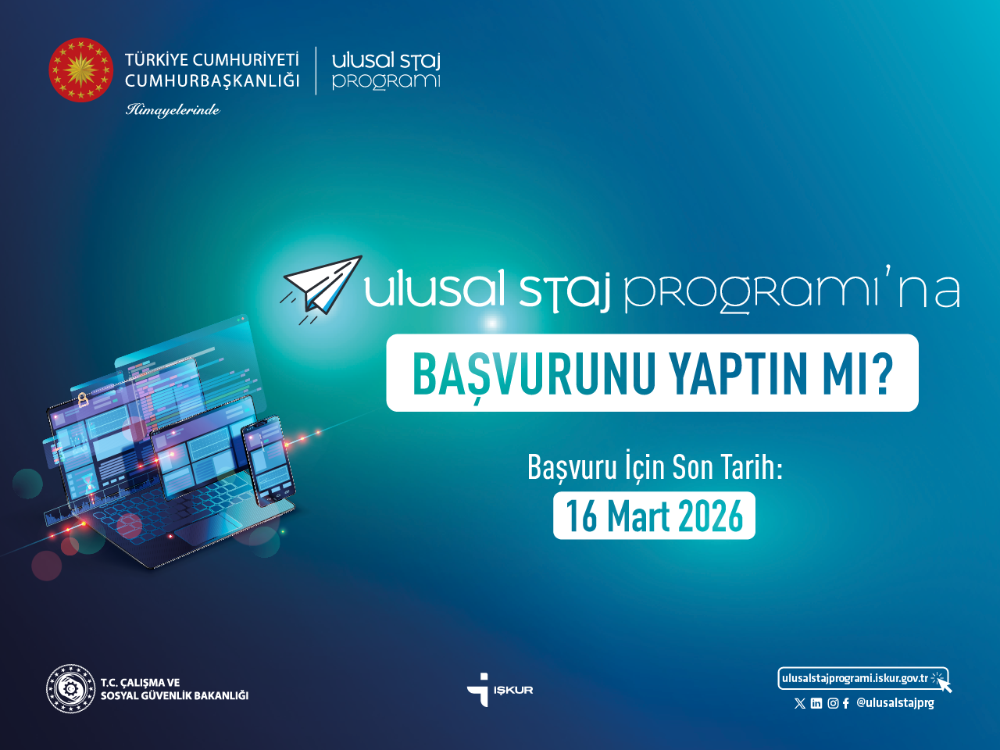 TÜRKİYE CUMHURİYETİ
CUMHURBAŞKANLIĞI
Himayelerinde
ulusal staj
programı
ulusal staj programı'na
BAŞVURUNU YAPTIN MI?
Başvuru İçin Son Tarih:
16 Mart 2026
T.C. ÇALIŞMA VE
SOSYAL GÜVENLİK BAKANLIĞI
İŞKUR
ulusalstajprogrami.iskur.gov.tr
@ulusalstajprg